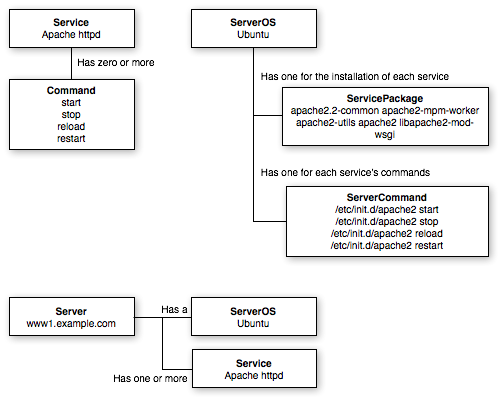 Service
Apache httpd
Has zero or more
Command
start
stop
reload
restart
ServerOS
Ubuntu
Has one for the installation of each service
ServicePackage
apache2.2-common apache2-mpm-worker
apache2-utils apache2 libapache2-mod-
wsgi
Has one for each service's commands
ServerCommand
/etc/init.d/apache2 start
/etc/init.d/apache2 stop
/etc/init.d/apache2 reload
/etc/init.d/apache2 restart
Server
www1.example.com
Has a
ServerOS
Ubuntu
Has one or more
Service
Apache httpd